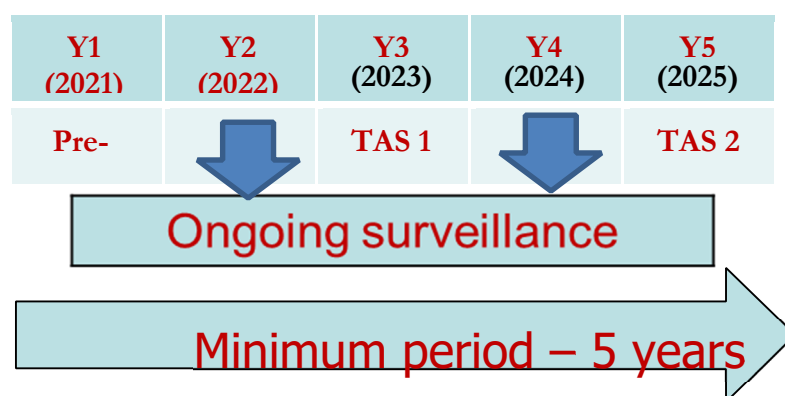 Y1 Y2 Y3 Y4 Y5
(2021) (2022) (2023) (2024) (2025)
Pre- TAS 1 TAS 2
Ongoing surveillance
Minimum period – 5 years